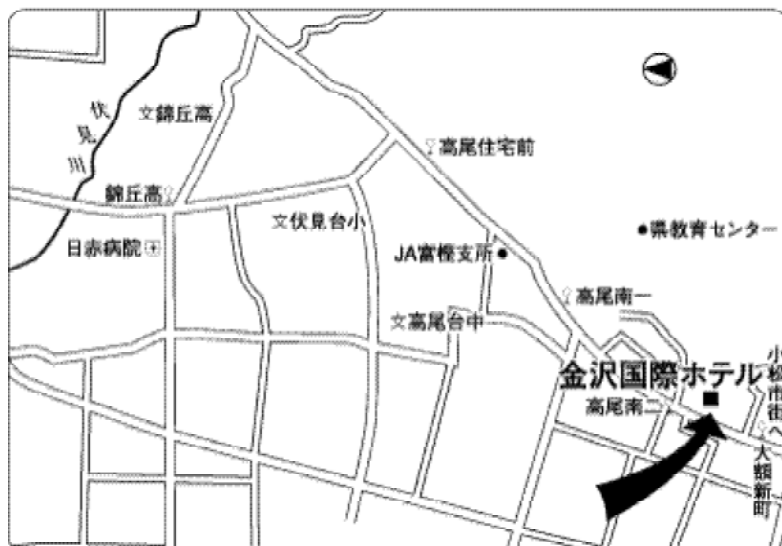 伏見川
文錦丘高
高尾住宅前
錦丘高
文伏見台小
日赤病院
県教育センター
JA富樫支所
高尾南一
文高尾台中
金沢国際ホテル
高尾南二
小松市街へ
大額新町